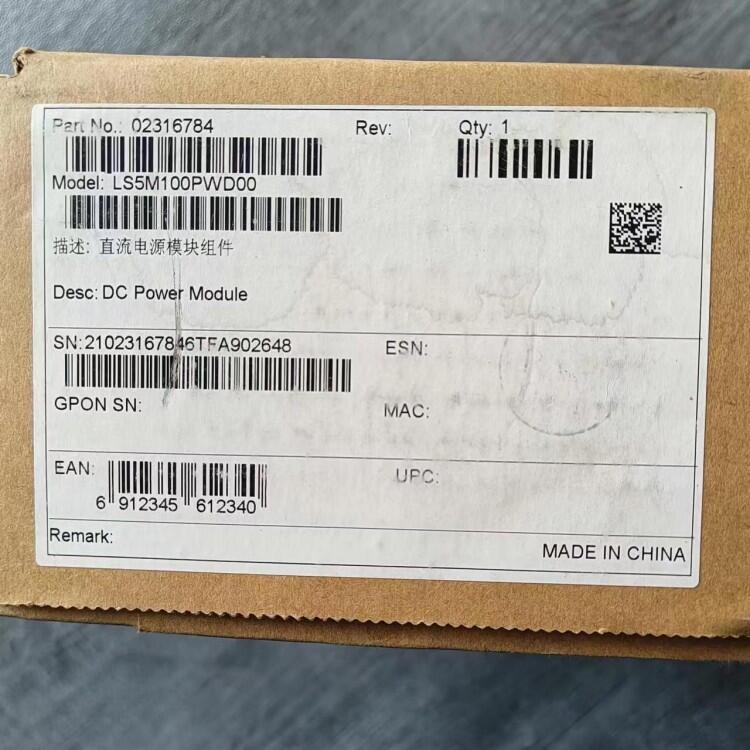 Part No.: 02316784 Rev: Qty: 1
Model: LS5M100PWD00
描述: 直流电源模块组件
Desc: DC Power Module
SN:21023167846TFA902648 ESN:
GPON SN: MAC:
EAN: UPC:
6 912345 612340
Remark:
MADE IN CHINA